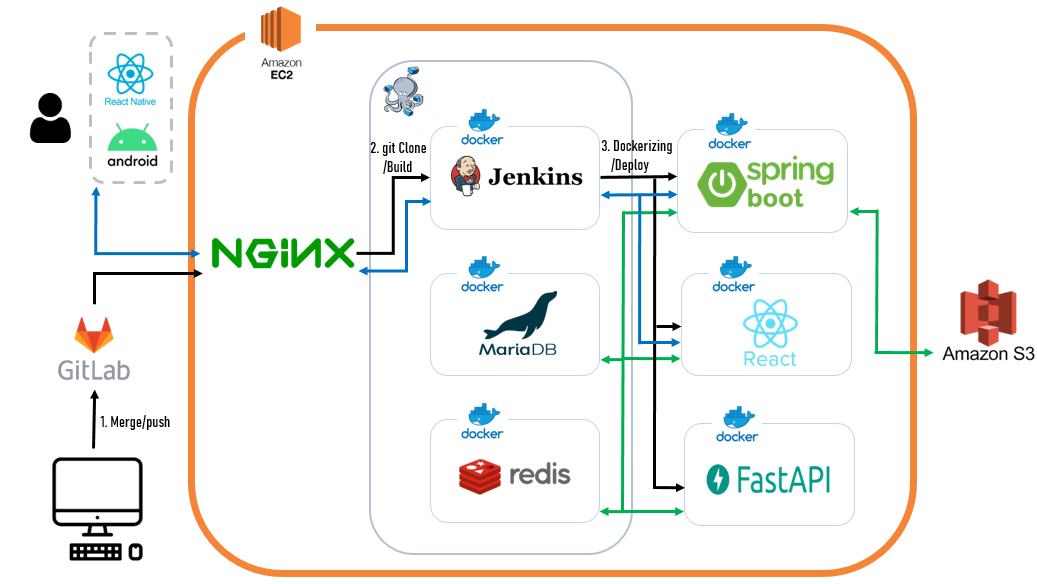 Amazon
EC2
React Native
android
docker
2. git Clone
/Build
Jenkins
3. Dockerizing
/Deploy
docker
spring
boot
NGiNX
GitLab
1. Merge/push
docker
MariaDB
docker
React
Amazon S3
docker
redis
docker
FastAPI